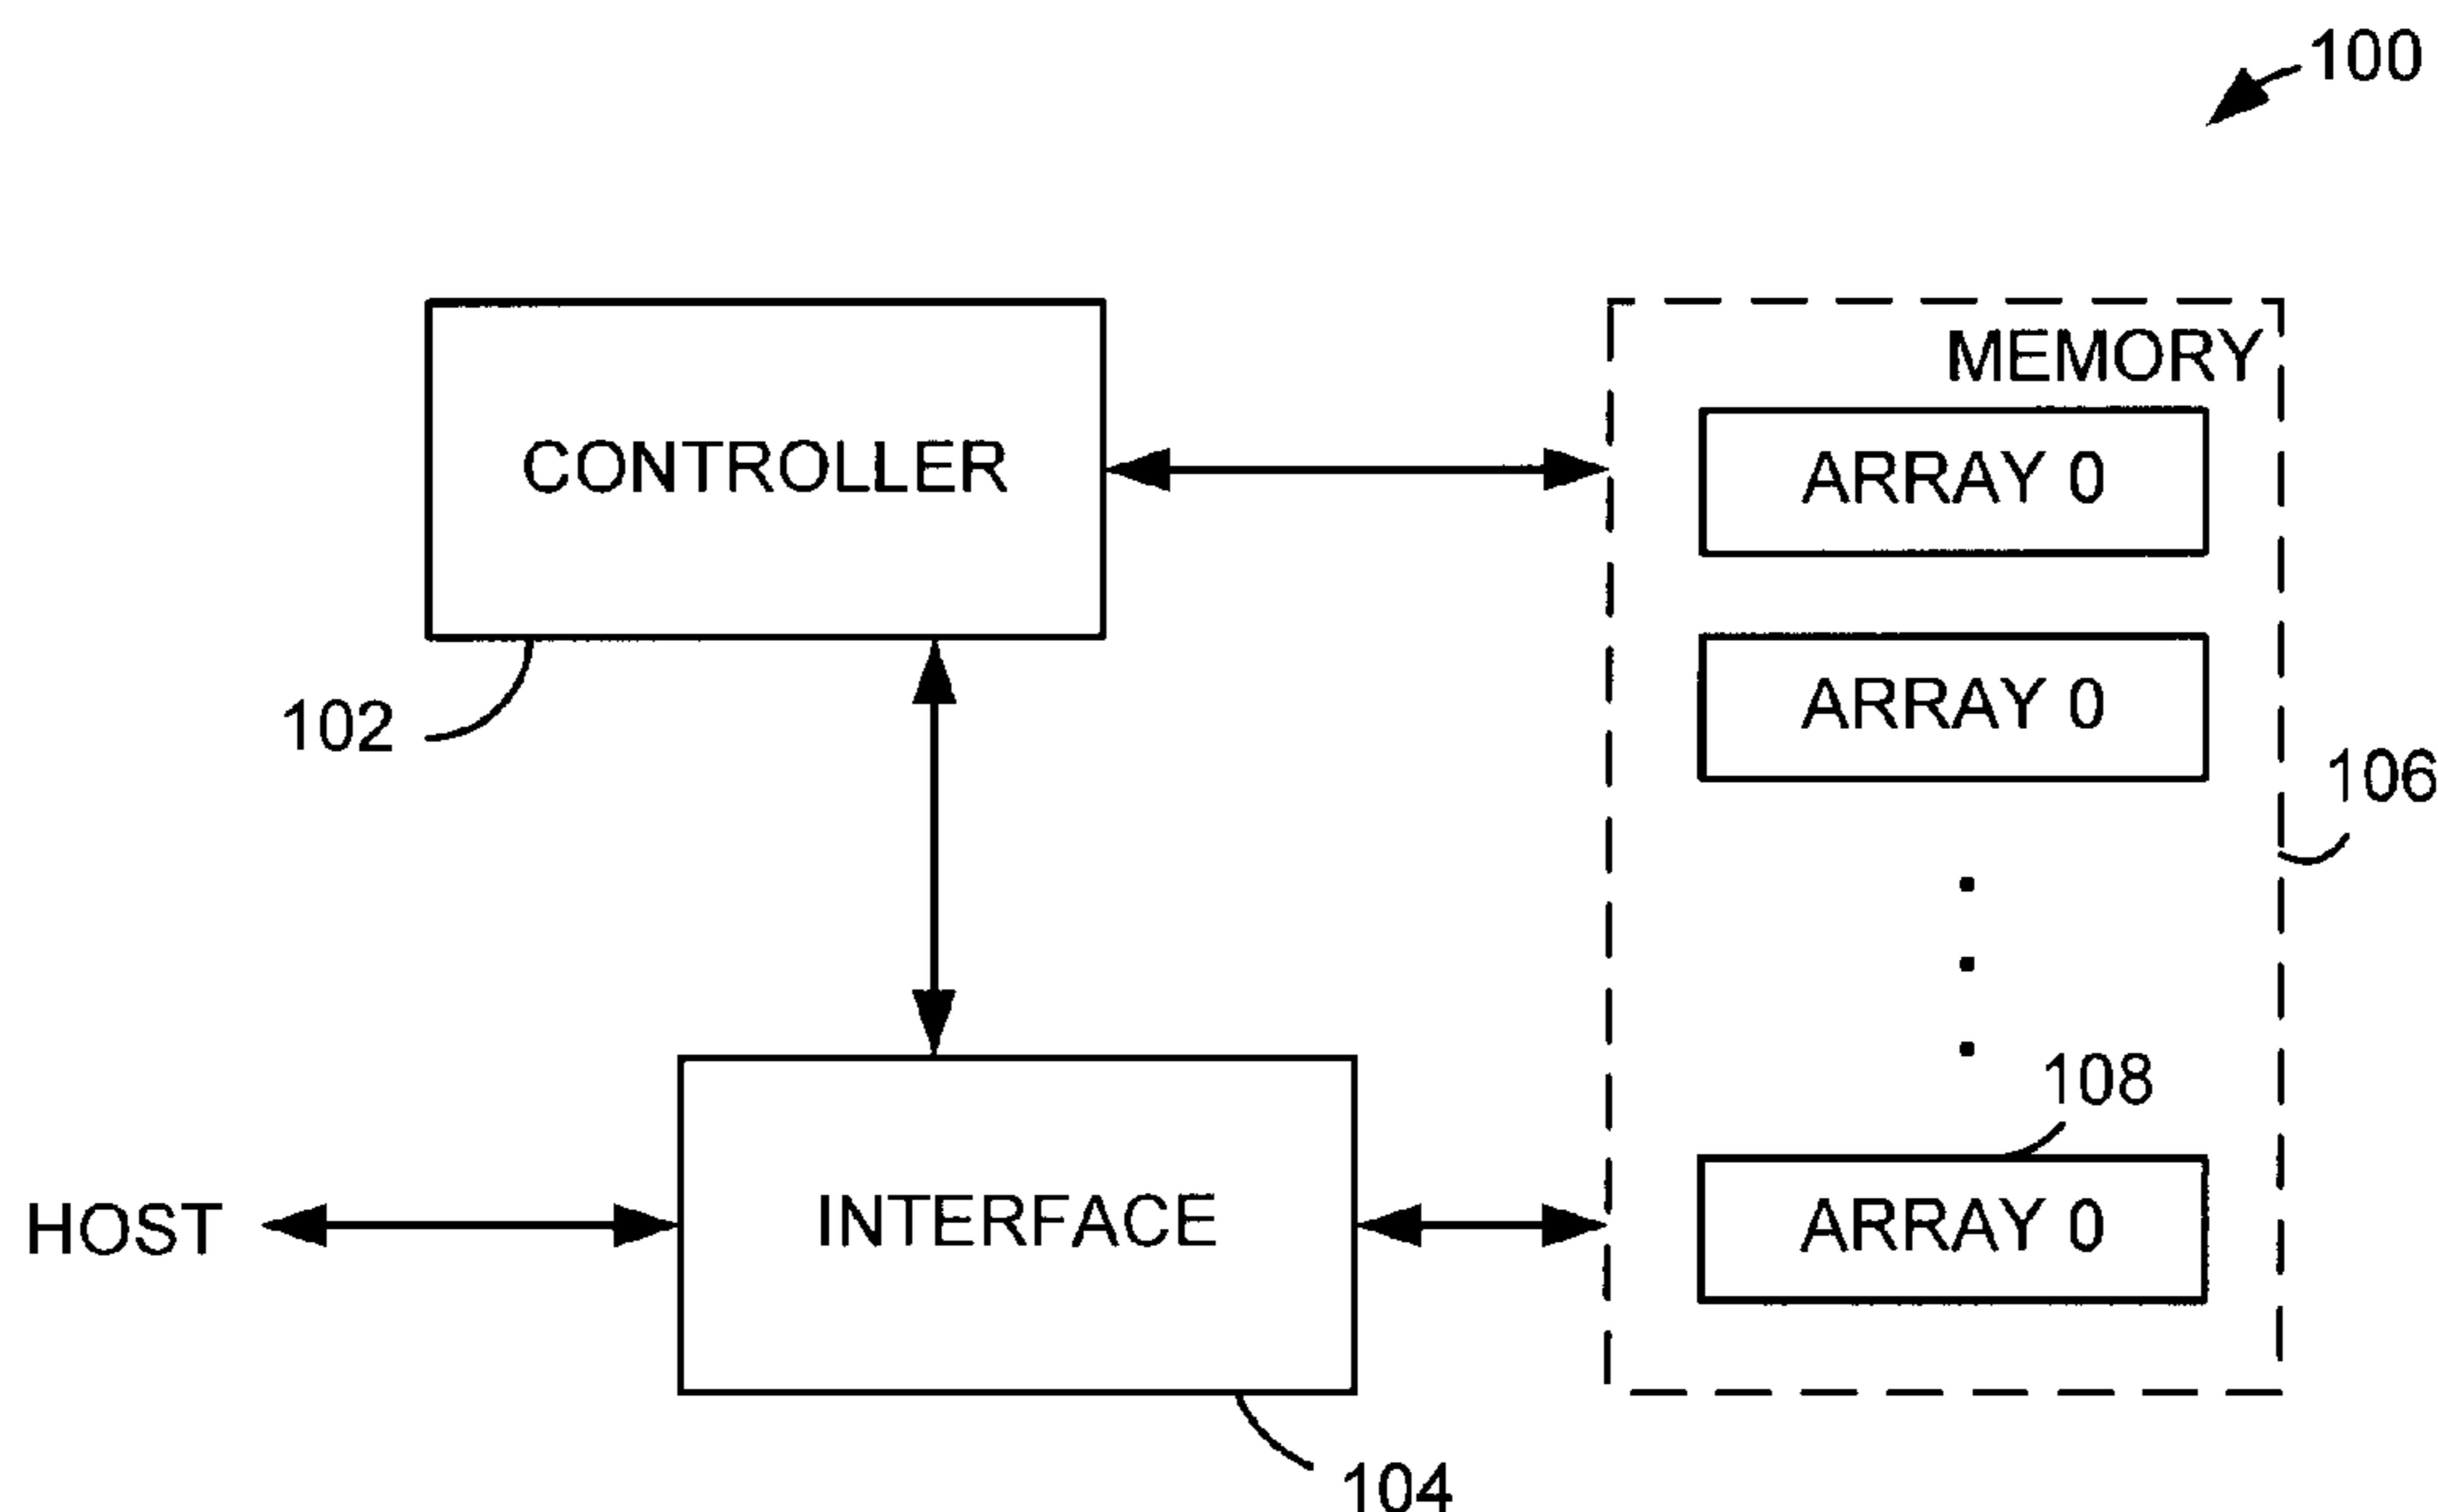 100
MEMORY
CONTROLLER
ARRAY 0
ARRAY 0
102
106
108
HOST
INTERFACE
ARRAY 0
104